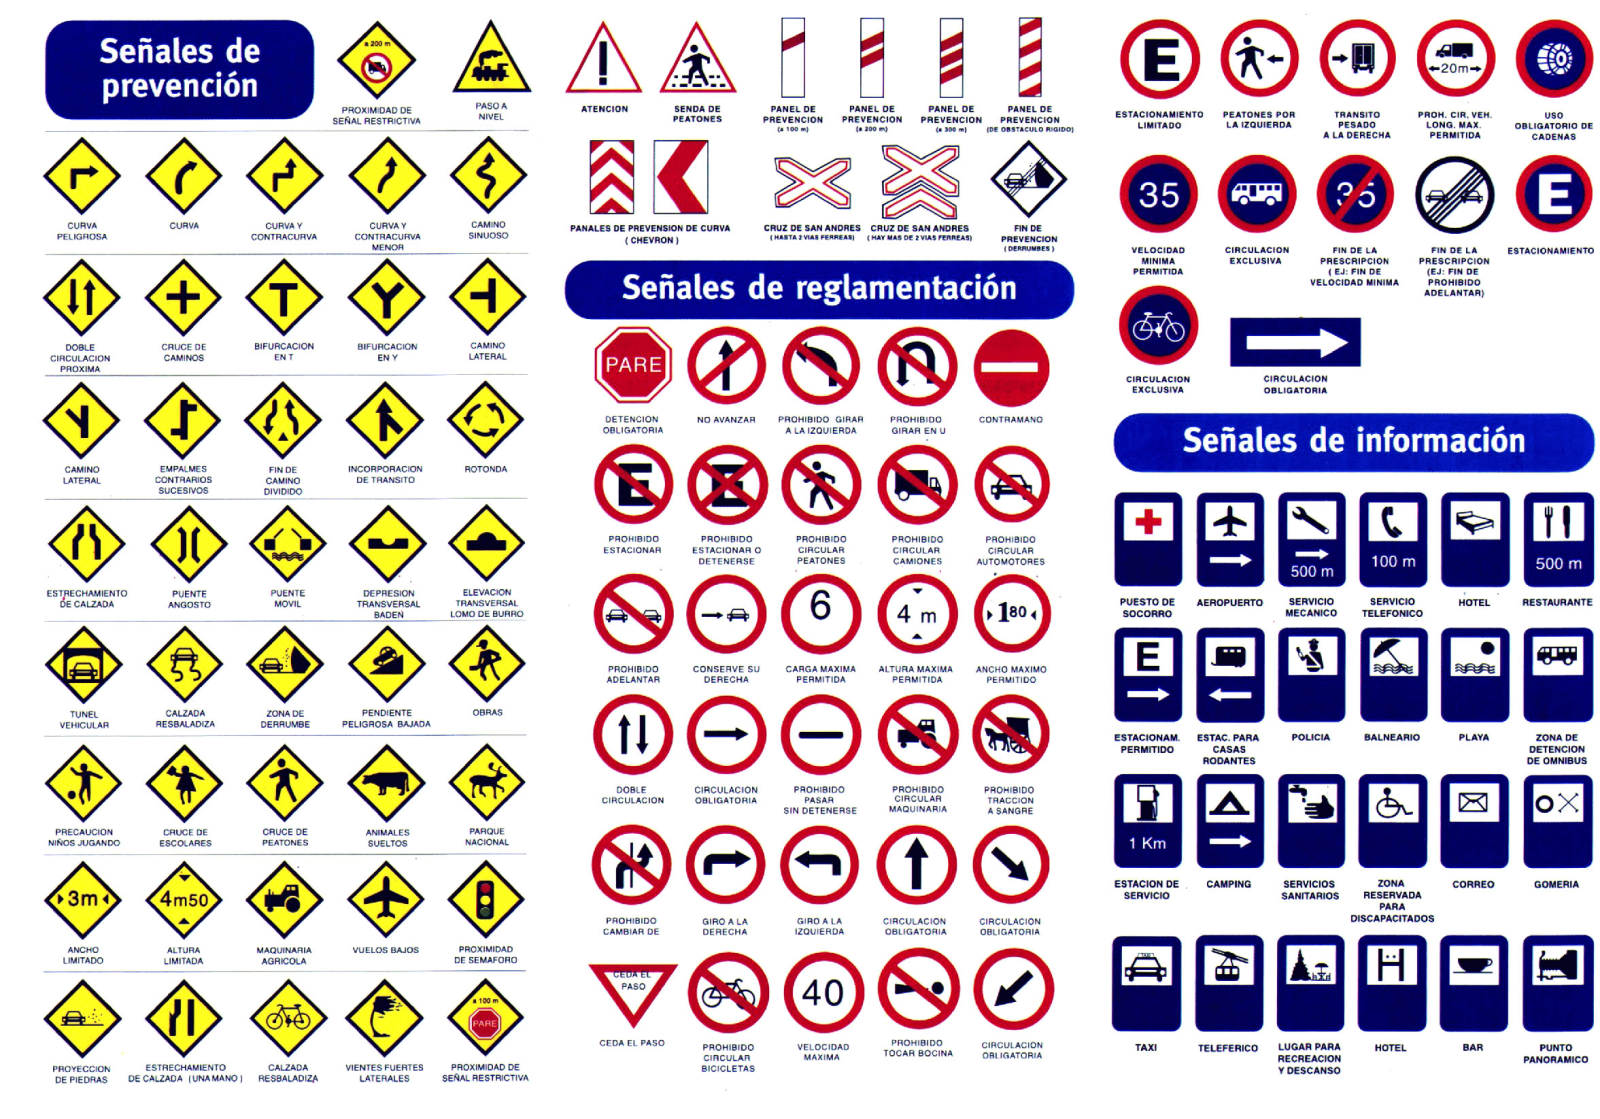 Señales de
prevención
a 200 m
PROXIMIDAD DE
SEÑAL RESTRICTIVA
PASO A
NIVEL
CURVA
PELIGROSA
CURVA
CURVA Y
CONTRACURVA
CURVA Y
CONTRACURVA
MENOR
CAMINO
SINUOSO
DOBLE
CIRCULACION
PROXIMA
CRUCE DE
CAMINOS
BIFURCACION
EN T
BIFURCACION
EN Y
CAMINO
LATERAL
CAMINO
LATERAL
EMPALMES
CONTRARIOS
SUCESIVOS
FIN DE
CAMINO
DIVIDIDO
INCORPORACION
DE TRANSITO
ROTONDA
ESTRECHAMIENTO
DE CALZADA
PUENTE
ANGOSTO
PUENTE
MOVIL
DEPRESION
TRANSVERSAL
BADEN
ELEVACION
TRANSVERSAL
LOMO DE BURRO
TUNEL
VEHICULAR
CALZADA
RESBALADIZA
ZONA DE
DERRUMBE
PENDIENTE
PELIGROSA BAJADA
OBRAS
PRECAUCION
NIÑOS JUGANDO
CRUCE DE
ESCOLARES
CRUCE DE
PEATONES
ANIMALES
SUELTOS
PARQUE
NACIONAL
3m
ANCHO
LIMITADO
4m50
ALTURA
LIMITADA
MAQUINARIA
AGRICOLA
VUELOS BAJOS
PROXIMIDAD
DE SEMAFORO
PROYECCION
DE PIEDRAS
ESTRECHAMIENTO
DE CALZADA (UNA MANO)
CALZADA
RESBALADIZA
VIENTES FUERTES
LATERALES
a 100 m
PARE
PROXIMIDAD DE
SEÑAL RESTRICTIVA
ATENCION
SENDA DE
PEATONES
PANEL DE
PREVENCION
(a 100 m)
PANEL DE
PREVENCION
(a 200 m)
PANEL DE
PREVENCION
(a 300 m)
PANEL DE
PREVENCION
(DE OBSTACULO RIGIDO)
PANALES DE PREVENSION DE CURVA
( CHEVRON )
CRUZ DE SAN ANDRES
( HASTA 2 VIAS FERREAS)
CRUZ DE SAN ANDRES
( HAY MAS DE 2 VIAS FERREAS)
FIN DE
PREVENCION
( DERRUMBES )
Señales de reglamentación
PARE
DETENCION
OBLIGATORIA
NO AVANZAR
PROHIBIDO GIRAR
A LA IZQUIERDA
PROHIBIDO
GIRAR EN U
CONTRAMANO
E
PROHIBIDO
ESTACIONAR
E
PROHIBIDO
ESTACIONAR O
DETENERSE
PROHIBIDO
CIRCULAR
PEATONES
PROHIBIDO
CIRCULAR
CAMIONES
PROHIBIDO
CIRCULAR
AUTOMOTORES
PROHIBIDO
ADELANTAR
CONSERVE SU
DERECHA
6
CARGA MAXIMA
PERMITIDA
4 m
ALTURA MAXIMA
PERMITIDA
180
ANCHO MAXIMO
PERMITIDO
DOBLE
CIRCULACION
CIRCULACION
OBLIGATORIA
PROHIBIDO
PASAR
SIN DETENERSE
PROHIBIDO
CIRCULAR
MAQUINARIA
PROHIBIDO
TRACCION
A SANGRE
PROHIBIDO
CAMBIAR DE
GIRO A LA
DERECHA
GIRO A LA
IZQUIERDA
CIRCULACION
OBLIGATORIA
CIRCULACION
OBLIGATORIA
CEDA EL
PASO
CEDA EL PASO
PROHIBIDO
CIRCULAR
BICICLETAS
40
VELOCIDAD
MAXIMA
PROHIBIDO
TOCAR BOCINA
CIRCULACION
OBLIGATORIA
E
ESTACIONAMIENTO
LIMITADO
PEATONES POR
LA IZQUIERDA
TRANSITO
PESADO
A LA DERECHA
20m
PROH. CIR. VEH.
LONG. MAX.
PERMITIDA
USO
OBLIGATORIO DE
CADENAS
35
VELOCIDAD
MINIMA
PERMITIDA
CIRCULACION
EXCLUSIVA
35
FIN DE LA
PRESCRIPCION
( EJ: FIN DE
VELOCIDAD MINIMA
FIN DE LA
PRESCRIPCION
(EJ: FIN DE
PROHIBIDO
ADELANTAR)
E
ESTACIONAMIENTO
CIRCULACION
EXCLUSIVA
CIRCULACION
OBLIGATORIA
Señales de información
PUESTO DE
SOCORRO
AEROPUERTO
500 m
SERVICIO
MECANICO
100 m
SERVICIO
TELEFONICO
HOTEL
500 m
RESTAURANTE
E
ESTACIONAM.
PERMITIDO
ESTAC. PARA
CASAS
RODANTES
POLICIA
BALNEARIO
PLAYA
ZONA DE
DETENCION
DE OMNIBUS
1 Km
ESTACION DE
SERVICIO
CAMPING
SERVICIOS
SANITARIOS
ZONA
RESERVADA
PARA
DISCAPACITADOS
CORREO
GOMERIA
TAXI
TAXI
TELEFERICO
LUGAR PARA
RECREACION
Y DESCANSO
H
HOTEL
BAR
PUNTO
PANORAMICO